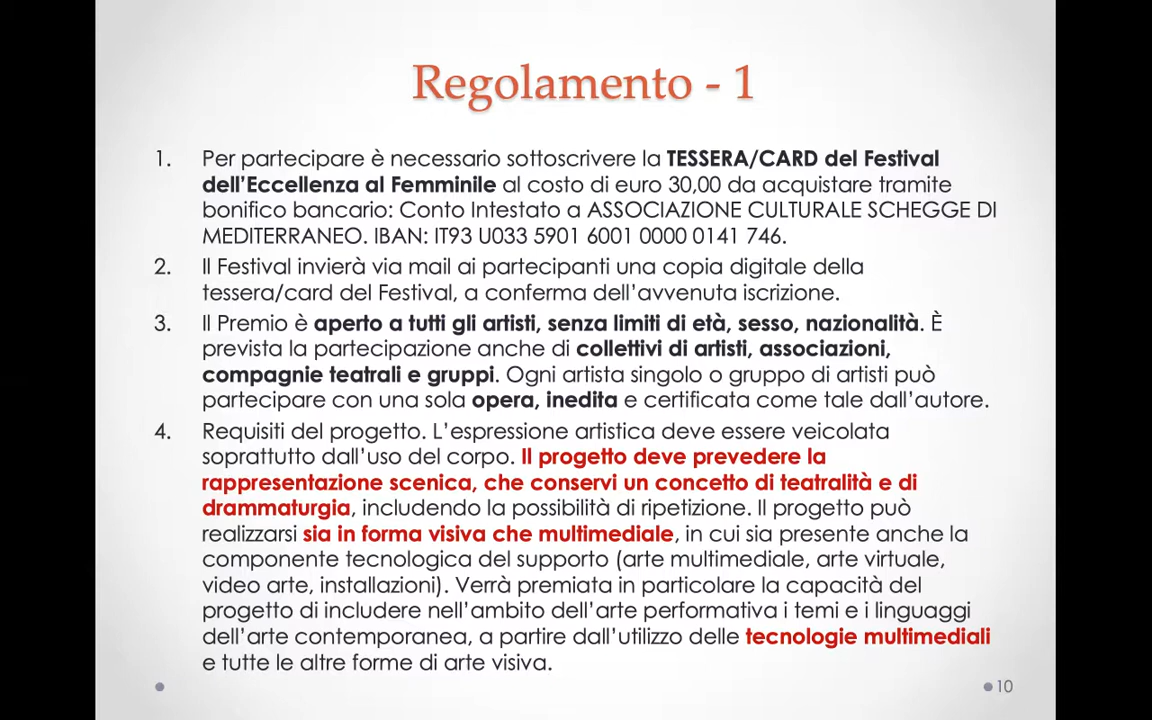 Regolamento - 1
1. Per partecipare è necessario sottoscrivere la TESSERA/CARD del Festival
dell’Eccellenza al Femminile al costo di euro 30,00 da acquistare tramite
bonifico bancario: Conto Intestato a ASSOCIAZIONE CULTURALE SCHEGGE DI
MEDITERRANEO. IBAN: IT93 U033 5901 6001 0000 0141 746.
2. Il Festival invierà via mail ai partecipanti una copia digitale della
tessera/card del Festival, a conferma dell’avvenuta iscrizione.
3. Il Premio è aperto a tutti gli artisti, senza limiti di età, sesso, nazionalità. È
prevista la partecipazione anche di collettivi di artisti, associazioni,
compagnie teatrali e gruppi. Ogni artista singolo o gruppo di artisti può
partecipare con una sola opera, inedita e certificata come tale dall’autore.
4. Requisiti del progetto. L’espressione artistica deve essere veicolata
soprattutto dall’uso del corpo. Il progetto deve prevedere la
rappresentazione scenica, che conservi un concetto di teatralità e di
drammaturgia, includendo la possibilità di ripetizione. Il progetto può
realizzarsi sia in forma visiva che multimediale, in cui sia presente anche la
componente tecnologica del supporto (arte multimediale, arte virtuale,
video arte, installazioni). Verrà premiata in particolare la capacità del
progetto di includere nell’ambito dell’arte performativa i temi e i linguaggi
dell’arte contemporanea, a partire dall’utilizzo delle tecnologie multimediali
e tutte le altre forme di arte visiva.
10